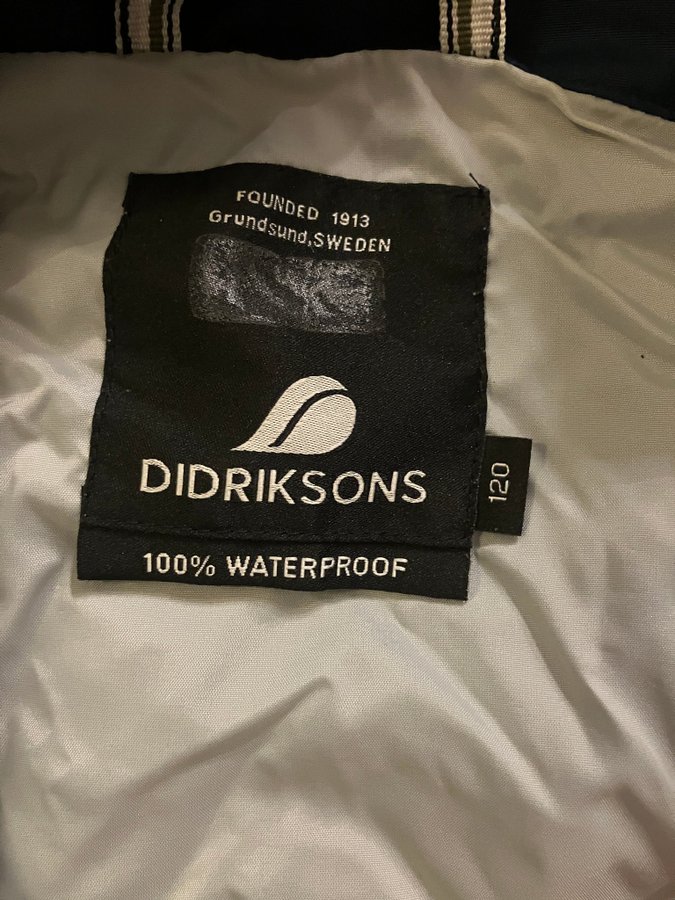 FOUNDED 1913
Grundsund, SWEDEN
DIDRIKSONS
120
100% WATERPROOF